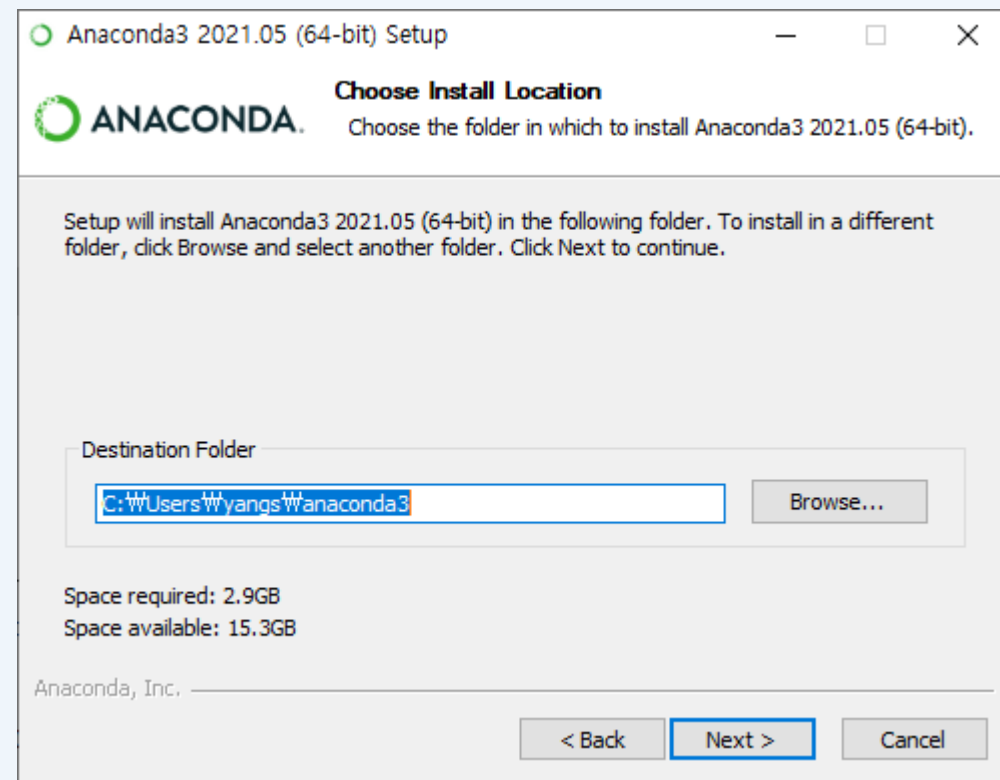 Anaconda3 2021.05 (64-bit) Setup
ANACONDA.
Choose Install Location
Choose the folder in which to install Anaconda3 2021.05 (64-bit).
Setup will install Anaconda3 2021.05 (64-bit) in the following folder. To install in a different
folder, click Browse and select another folder. Click Next to continue.
Destination Folder
C:₩Users₩yangs₩anaconda3
Browse...
Space required: 2.9GB
Space available: 15.3GB
Anaconda, Inc.
< Back
Next >
Cancel